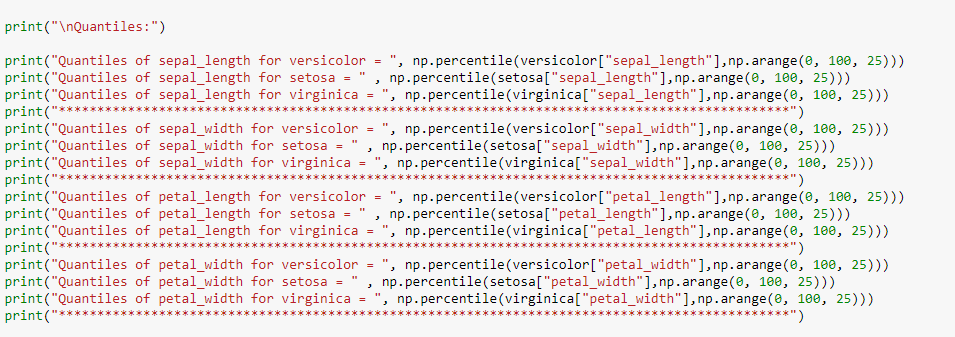 print("\nQuantiles:")
print("Quantiles of sepal_length for versicolor = ", np.percentile(versicolor["sepal_length"],np.arange(0, 100, 25)))
print("Quantiles of sepal_length for setosa = " , np.percentile(setosa["sepal_length"],np.arange(0, 100, 25)))
print("Quantiles of sepal_length for virginica = ", np.percentile(virginica["sepal_length"],np.arange(0, 100, 25)))
print("**********************************************************************************************")
print("Quantiles of sepal_width for versicolor = ", np.percentile(versicolor["sepal_width"],np.arange(0, 100, 25)))
print("Quantiles of sepal_width for setosa = " , np.percentile(setosa["sepal_width"],np.arange(0, 100, 25)))
print("Quantiles of sepal_width for virginica = ", np.percentile(virginica["sepal_width"],np.arange(0, 100, 25)))
print("**********************************************************************************************")
print("Quantiles of petal_length for versicolor = ", np.percentile(versicolor["petal_length"],np.arange(0, 100, 25)))
print("Quantiles of petal_length for setosa = " , np.percentile(setosa["petal_length"],np.arange(0, 100, 25)))
print("Quantiles of petal_length for virginica = ", np.percentile(virginica["petal_length"],np.arange(0, 100, 25)))
print("**********************************************************************************************")
print("Quantiles of petal_width for versicolor = ", np.percentile(versicolor["petal_width"],np.arange(0, 100, 25)))
print("Quantiles of petal_width for setosa = " , np.percentile(setosa["petal_width"],np.arange(0, 100, 25)))
print("Quantiles of petal_width for virginica = ", np.percentile(virginica["petal_width"],np.arange(0, 100, 25)))
print("**********************************************************************************************")